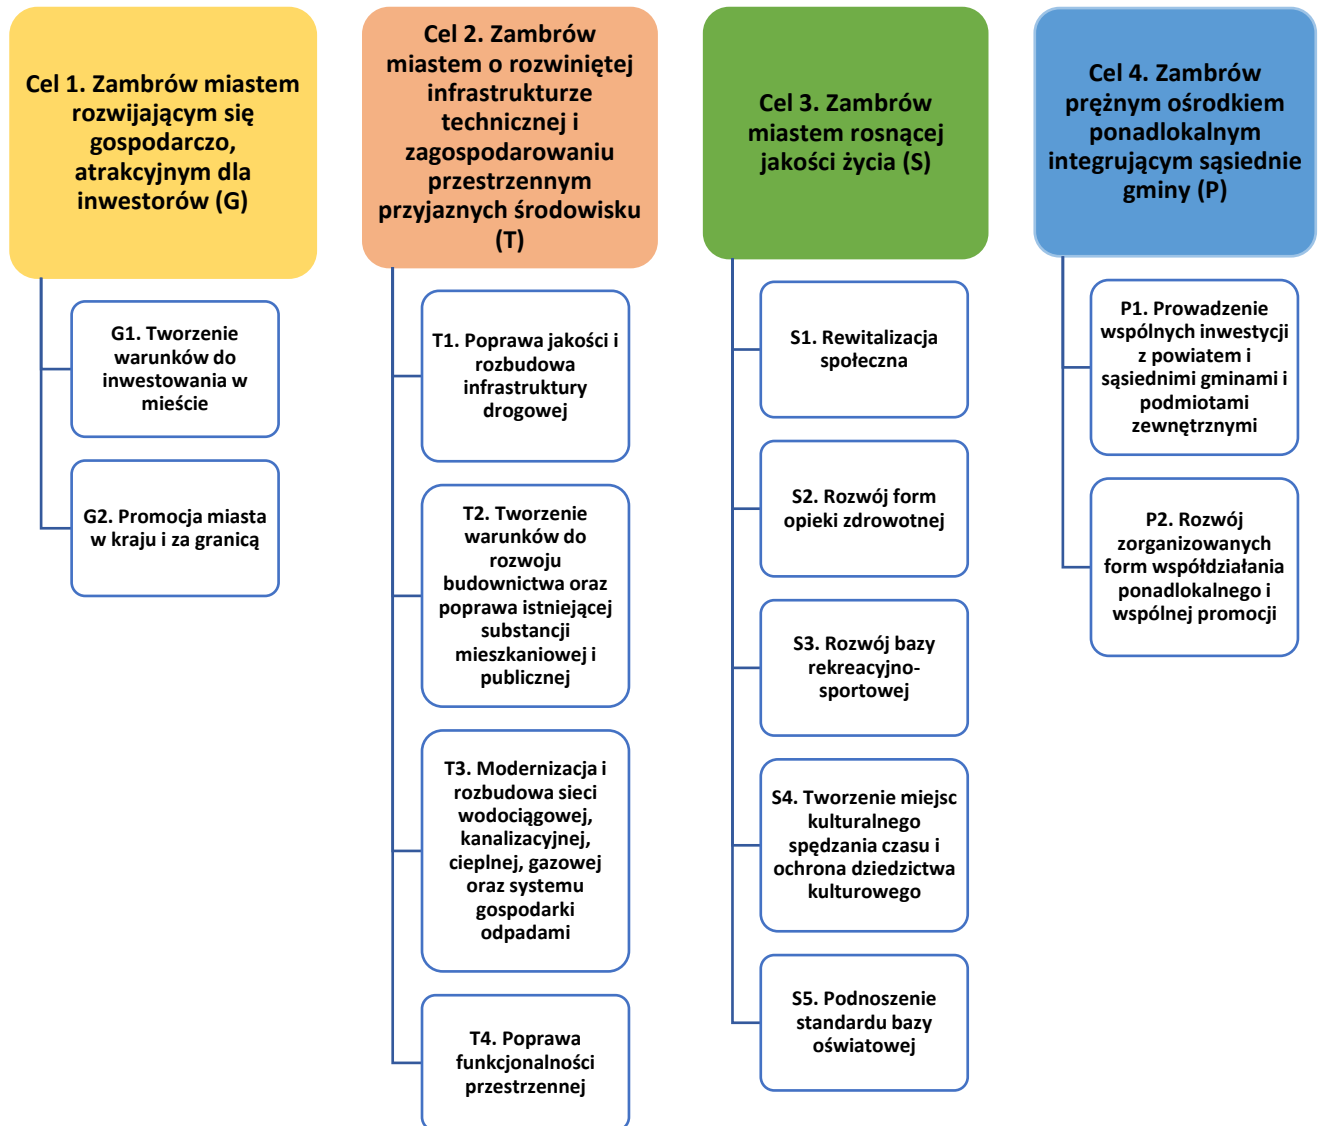 Cel 1. Zambrów miastem
rozwijającym się
gospodarczo,
atrakcyjnym dla
inwestorów (G)
G1. Tworzenie
warunków do
inwestowania w
mieście
G2. Promocja miasta
w kraju i za granicą
Cel 2. Zambrów
miastem o rozwiniętej
infrastrukturze
technicznej i
zagospodarowaniu
przestrzennym
przyjaznych środowisku
(T)
T1. Poprawa jakości i
rozbudowa
infrastruktury
drogowej
T2. Tworzenie
warunków do
rozwoju
budownictwa oraz
poprawa istniejącej
substancji
mieszkaniowej i
publicznej
T3. Modernizacja i
rozbudowa sieci
wodociągowej,
kanalizacyjnej,
cieplnej, gazowej
oraz systemu
gospodarki
odpadami
T4. Poprawa
funkcjonalności
przestrzennej
Cel 3. Zambrów
miastem rosnącej
jakości życia (S)
S1. Rewitalizacja
społeczna
S2. Rozwój form
opieki zdrowotnej
S3. Rozwój bazy
rekreacyjno-
sportowej
S4. Tworzenie miejsc
kulturalnego
spędzania czasu i
ochrona dziedzictwa
kulturowego
S5. Podnoszenie
standardu bazy
oświatowej
Cel 4. Zambrów
prężnym ośrodkiem
ponadlokalnym
integrującym sąsiednie
gminy (P)
P1. Prowadzenie
wspólnych inwestycji
z powiatem i
sąsiednimi gminami i
podmiotami
zewnętrznymi
P2. Rozwój
zorganizowanych
form współdziałania
ponadlokalnego i
wspólnej promocji